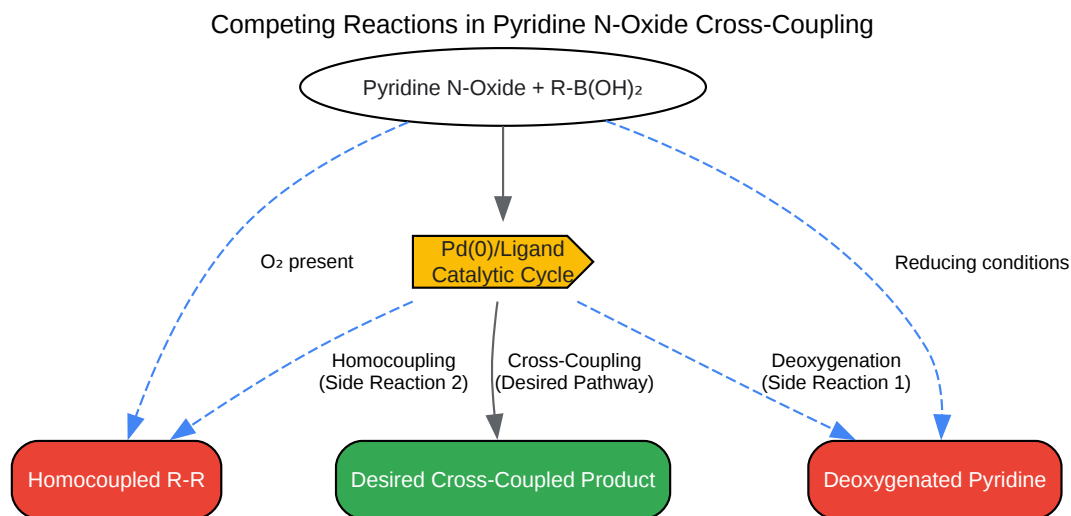 Competing Reactions in Pyridine N-Oxide Cross-Coupling
Pyridine N-Oxide + R-B(OH)₂
Pd(0)/Ligand
Catalytic Cycle
O₂ present
Reducing conditions
Homocoupling
(Side Reaction 2)
Cross-Coupling
(Desired Pathway)
Deoxygenation
(Side Reaction 1)
Homocoupled R-R
Desired Cross-Coupled Product
Deoxygenated Pyridine